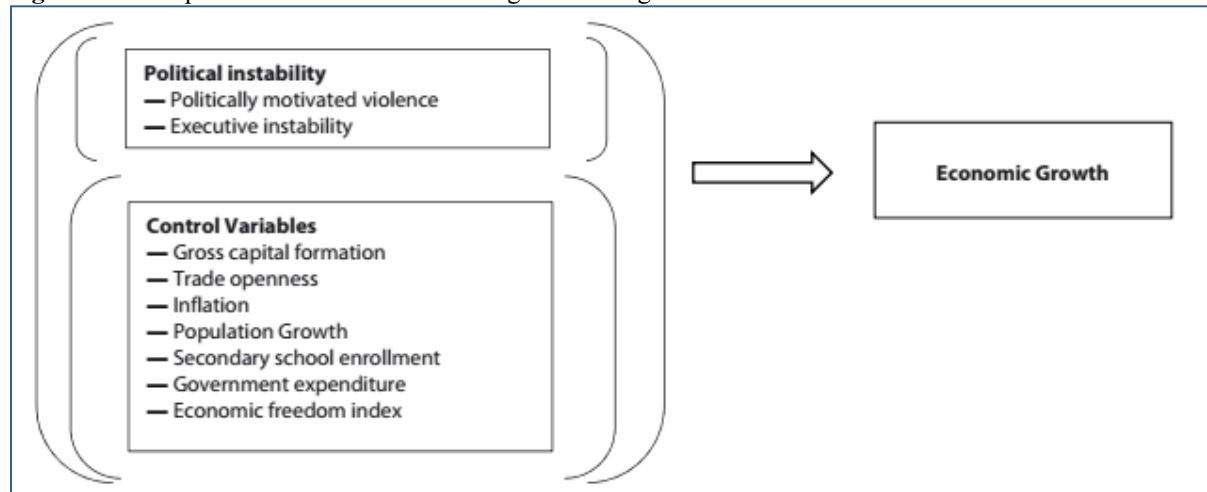 Political instability
— Politically motivated violence
— Executive instability
Economic Growth
Control Variables
— Gross capital formation
— Trade openness
— Inflation
— Population Growth
— Secondary school enrollment
— Government expenditure
— Economic freedom index